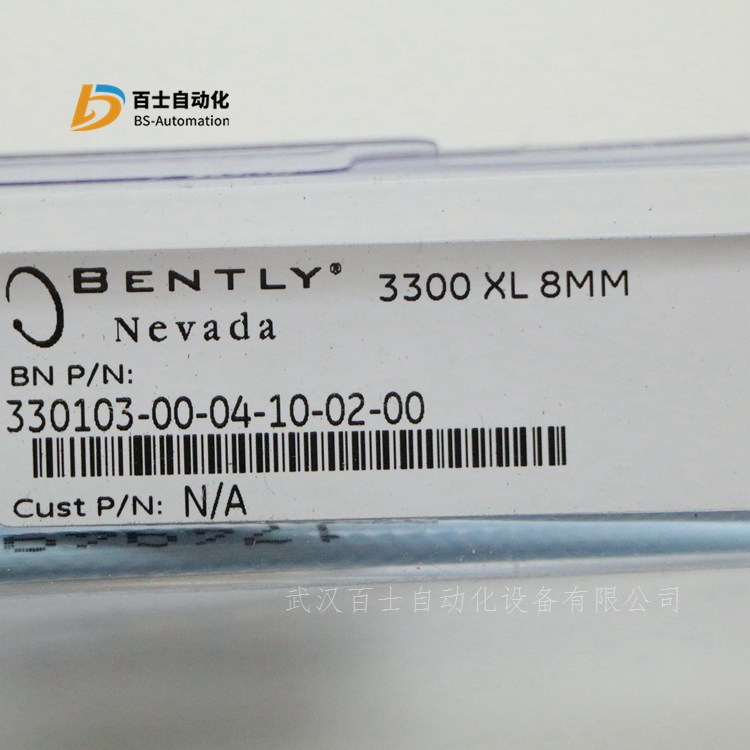 百士自动化
BS-Automation
BENTLY® 3300 XL 8MM
Nevada
BN P/N:
330103-00-04-10-02-00
Cust P/N: N/A
武汉百士自动化设备有限公司